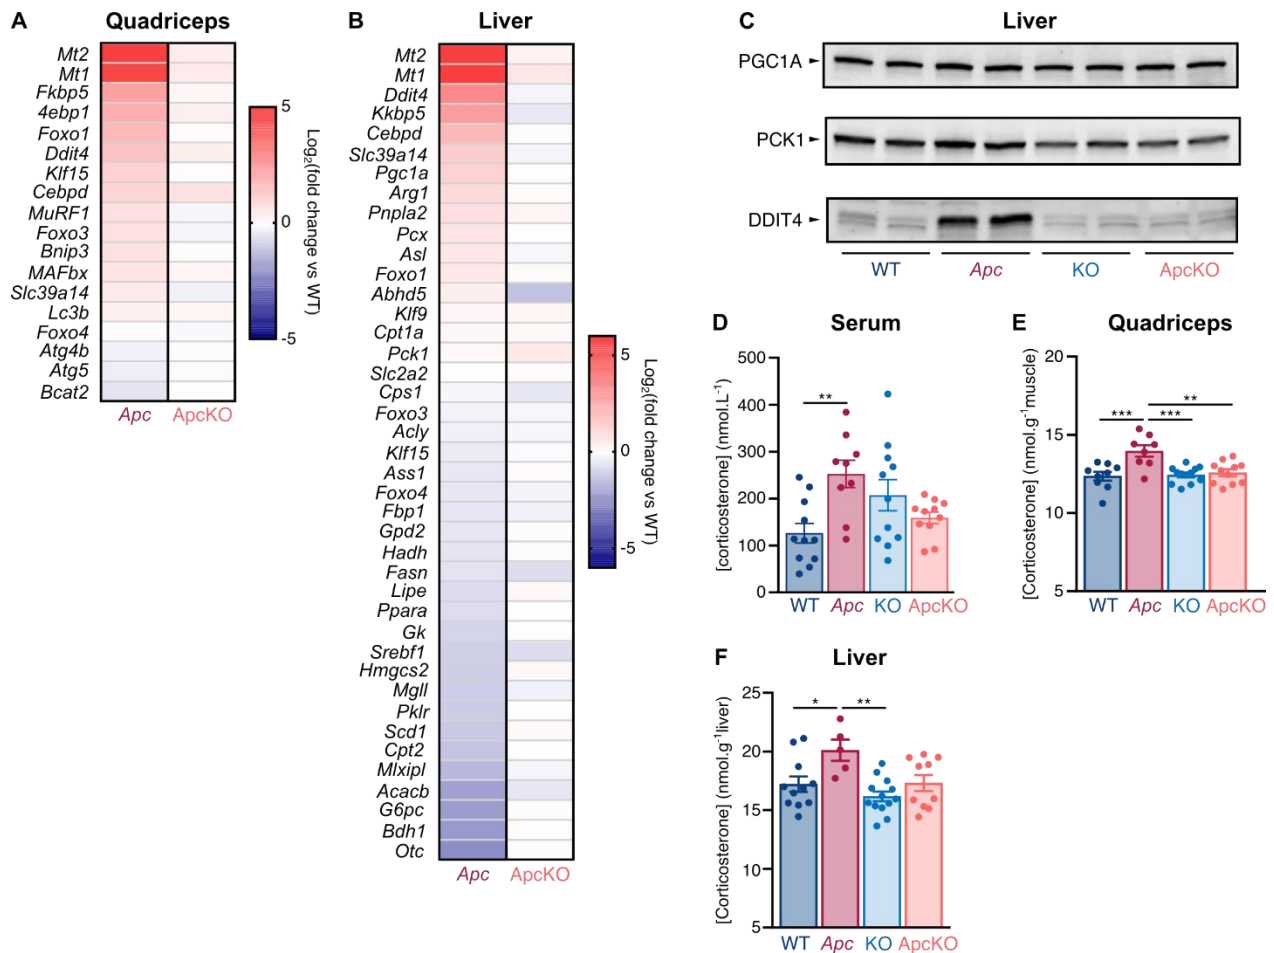 A
Quadriceps
Mt2
Mt1
Fkbp5
4ebp1
Foxo1
Ddit4
Klf15
Cebpd
MuRF1
Foxo3
Bnip3
MAFbx
Slc39a14
Lc3b
Foxo4
Atg4b
Atg5
Bcat2
Apc ApcKO
5
0
-5
Log2(fold change vs WT)
B
Liver
Mt2
Mt1
Ddit4
Kkbp5
Cebpd
Slc39a14
Pgc1a
Arg1
Pnpla2
Pcx
Asl
Foxo1
Abhd5
Klf9
Cpt1a
Pck1
Slc2a2
Cps1
Foxo3
Acly
Klf15
Ass1
Foxo4
Fbp1
Gpd2
Hadh
Fasn
Lipe
Ppara
Gk
Srebf1
Hmgcs2
Mgll
Pklr
Scd1
Cpt2
Mlxipl
Acacb
G6pc
Bdh1
Otc
Apc ApcKO
5
0
-5
Log2(fold change vs WT)
C
Liver
PGC1A
PCK1
DDIT4
WT Apc KO ApcKO
D
Serum
[corticosterone] (nmol.L-1)
500
400
300
200
100
0
**
WT Apc KO ApcKO
E
Quadriceps
[Corticosterone] (nmol.g-1muscle)
20
15
10
5
**
*** ***
WT Apc KO ApcKO
F
Liver
[Corticosterone] (nmol.g-1liver)
25
20
15
10
5
* **
WT Apc KO ApcKO